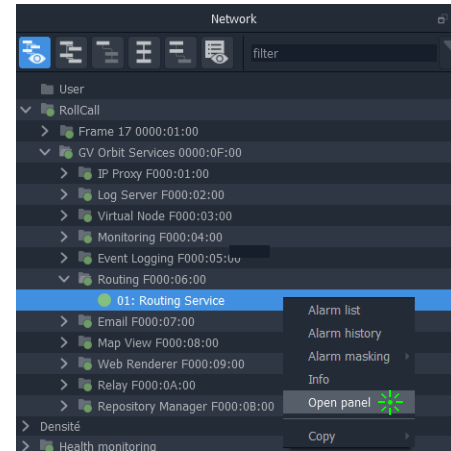 Network
filter
User
RollCall
Frame 17 0000:01:00
GV Orbit Services 0000:0F:00
IP Proxy F000:01:00
Log Server F000:02:00
Virtual Node F000:03:00
Monitoring F000:04:00
Event Logging F000:05:00
Routing F000:06:00
01: Routing Service
Email F000:07:00
Map View F000:08:00
Web Renderer F000:09:00
Relay F000:0A:00
Repository Manager F000:0B:00
Densité
Health monitoring
Alarm list
Alarm history
Alarm masking
Info
Open panel
Copy